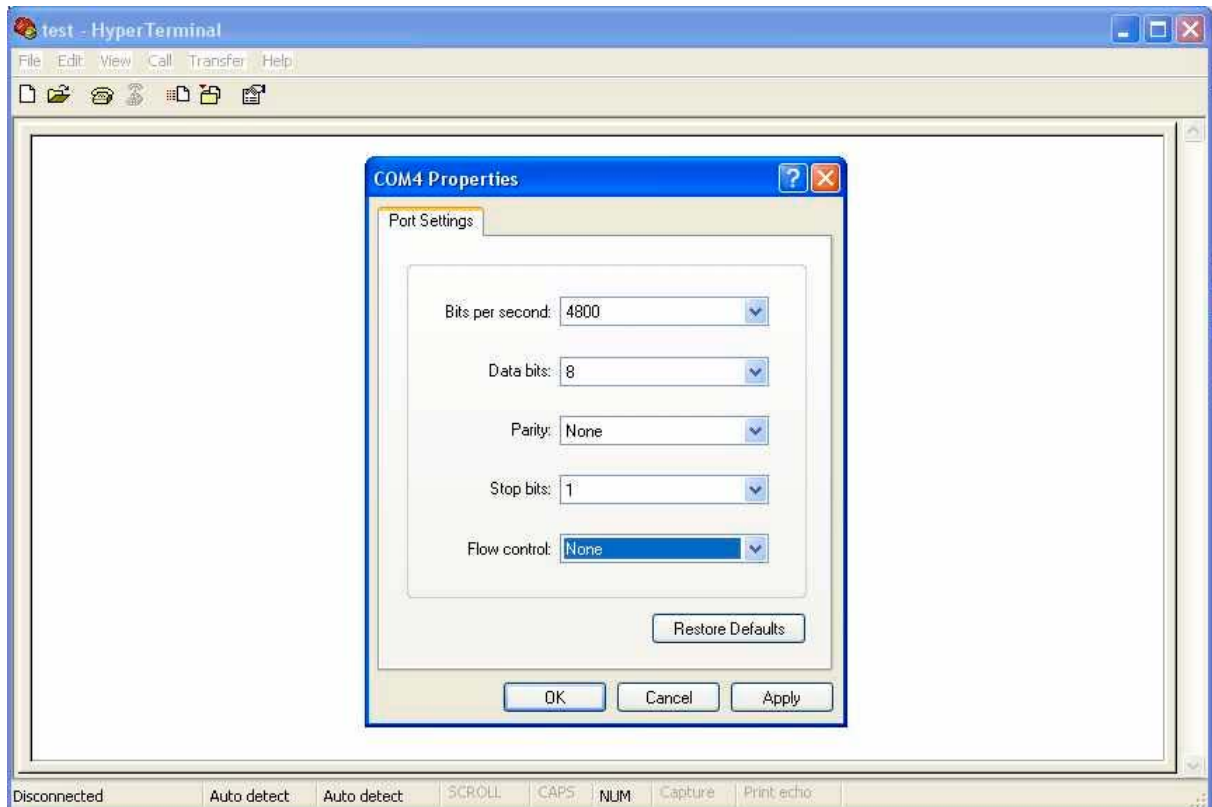 test - HyperTerminal
File Edit View Call Transfer Help
COM4 Properties
Port Settings
Bits per second: 4800
Data bits: 8
Parity: None
Stop bits: 1
Flow control: None
Restore Defaults
OK Cancel Apply
Disconnected Auto detect Auto detect SCROLL CAPS NUM Capture Print echo